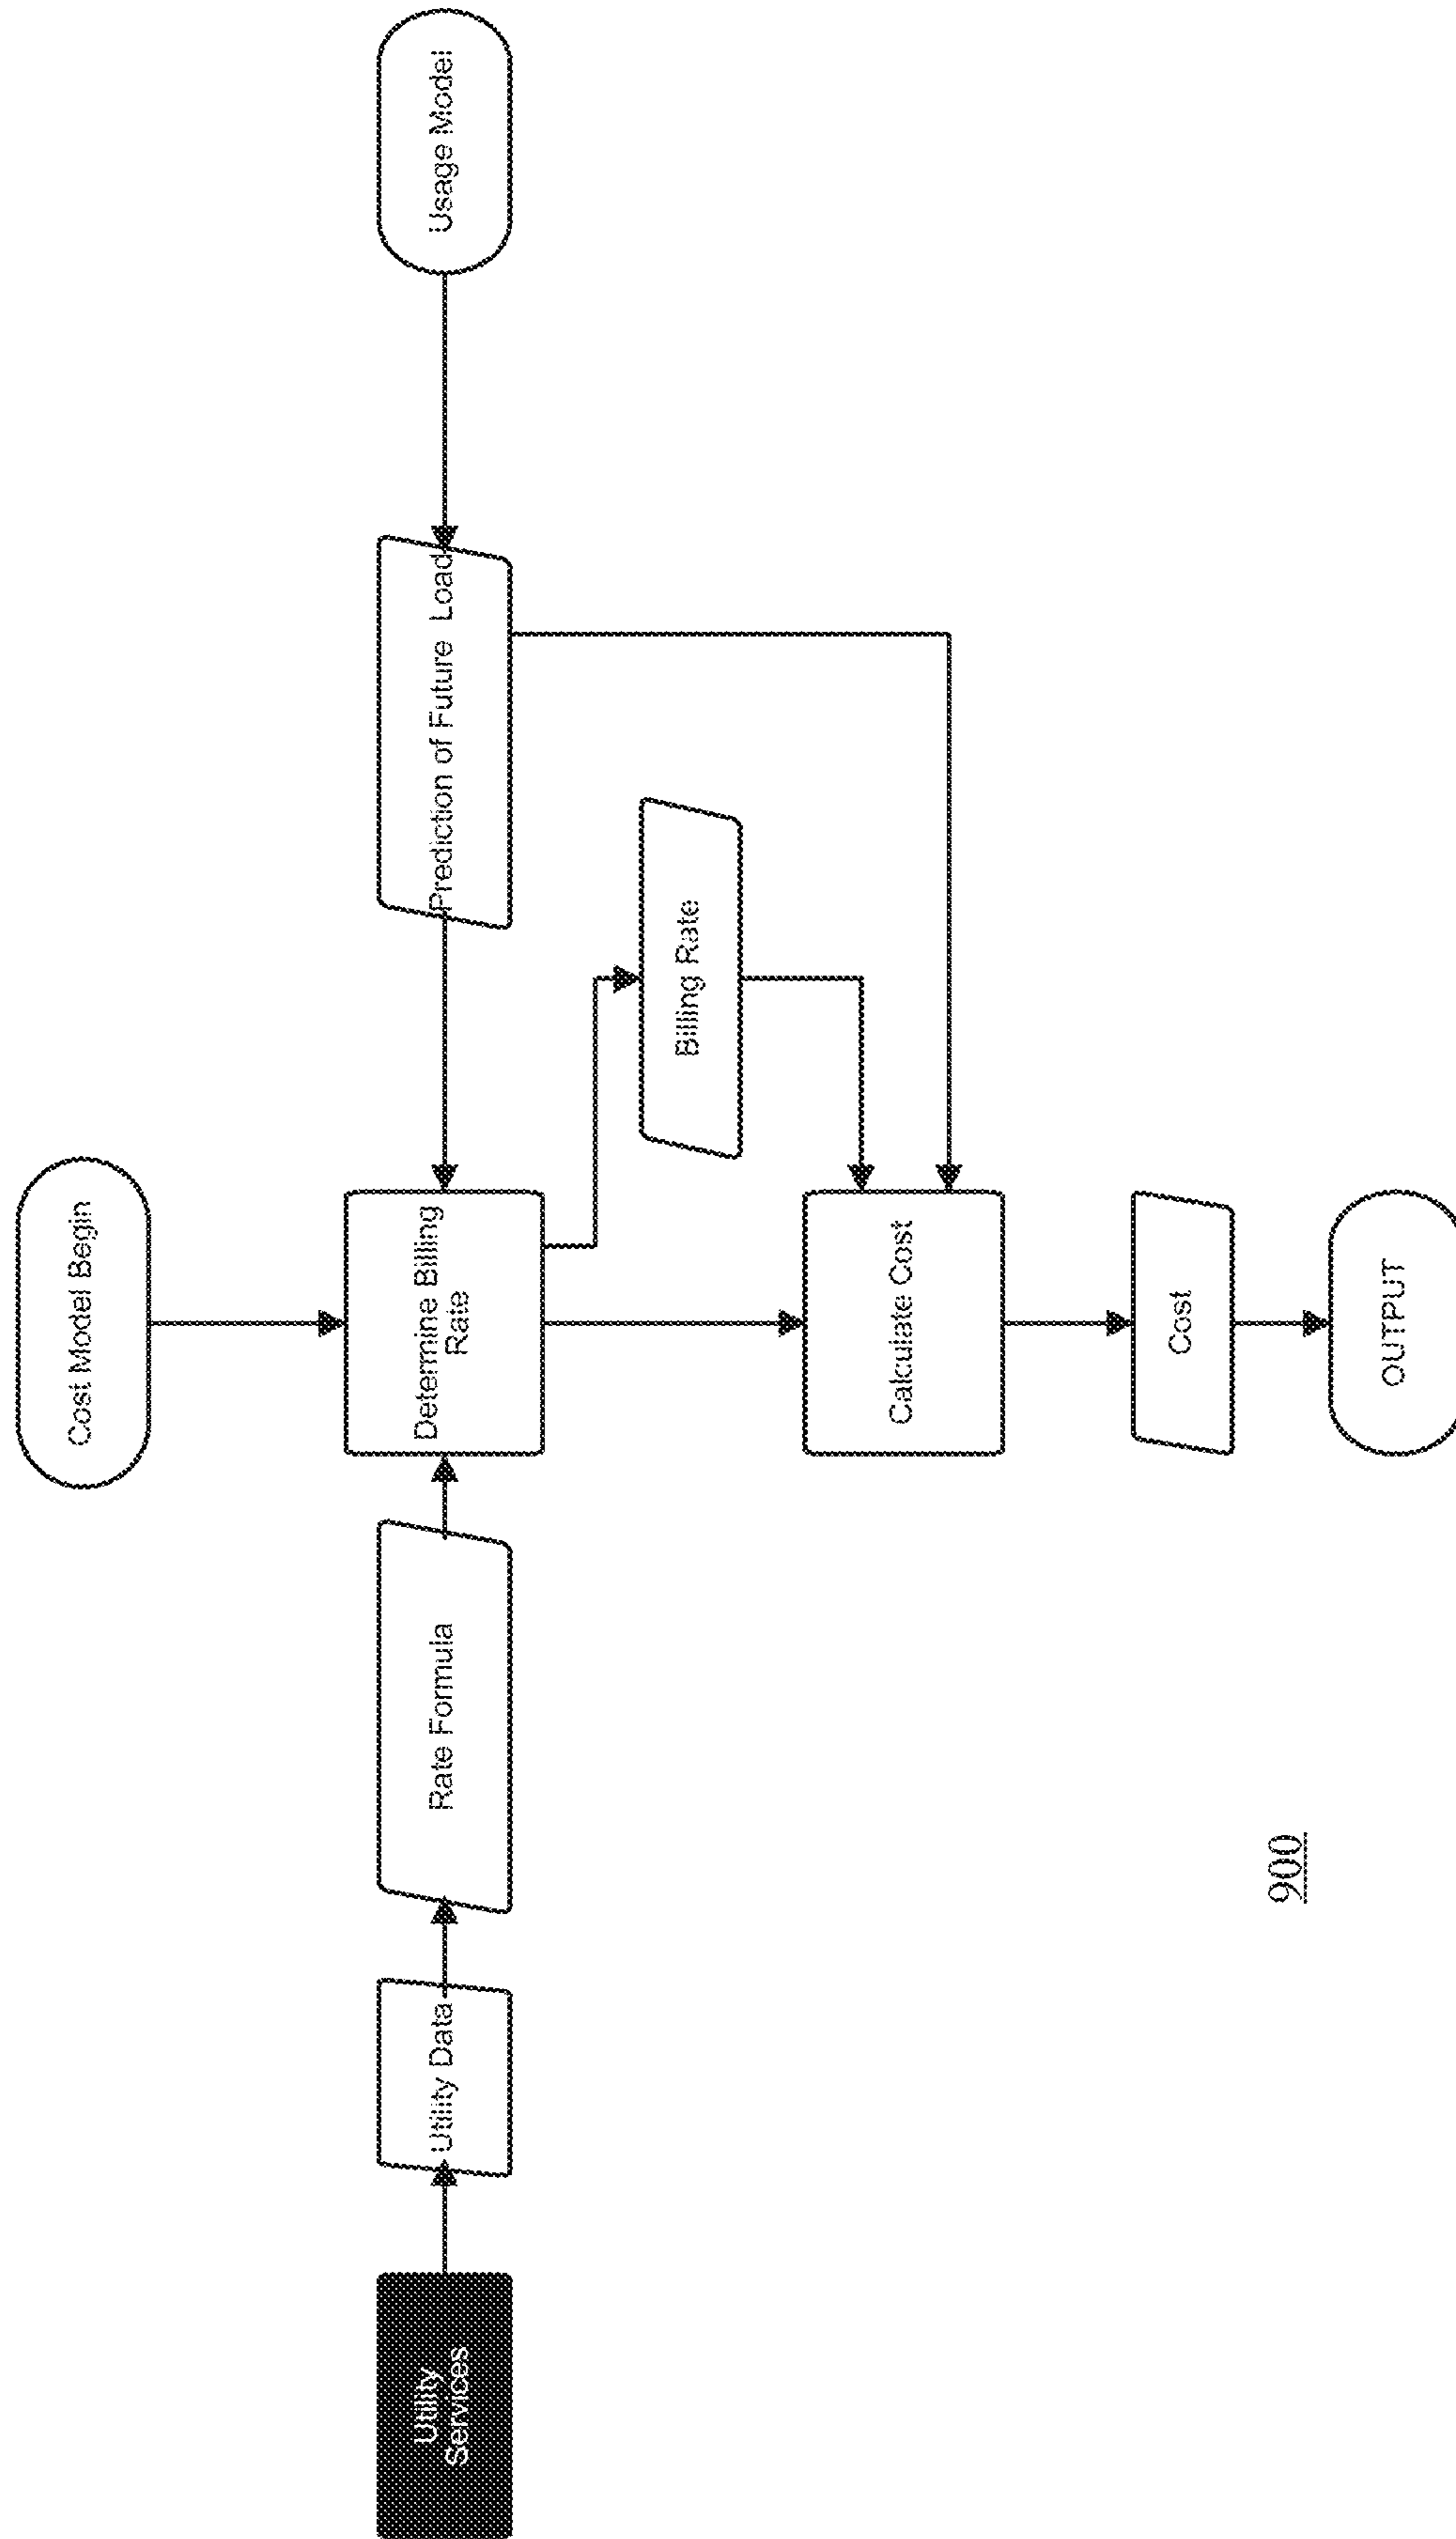 Cost Model Begin
Utility
Services
Utility Data
Rate Formula
Determine Billing
Rate
Prediction of Future Load
Usage Model
Billing Rate
Calculate Cost
Cost
OUTPUT
900